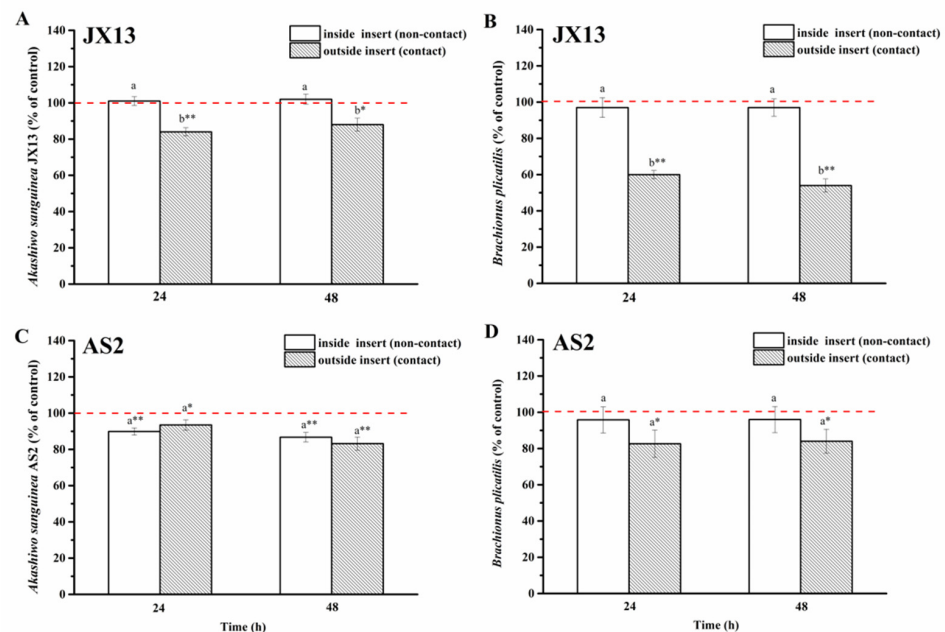 A
JX13
inside insert (non-contact)
outside insert (contact)
Akashiwo sanguinea JX13 (% of control)
140
120
100
80
60
40
20
0
a
b**
a
b*
24
48
B
JX13
inside insert (non-contact)
outside insert (contact)
Brachionus plicatilis (% of control)
140
120
100
80
60
40
20
0
a
b**
a
b**
24
48
C
AS2
inside insert (non-contact)
outside insert (contact)
Akashiwo sanguinea AS2 (% of control)
140
120
100
80
60
40
20
0
a**
a*
a**
a**
24
48
Time (h)
D
AS2
inside insert (non-contact)
outside insert (contact)
Brachionus plicatilis (% of control)
140
120
100
80
60
40
20
0
a
a*
a
a*
24
48
Time (h)